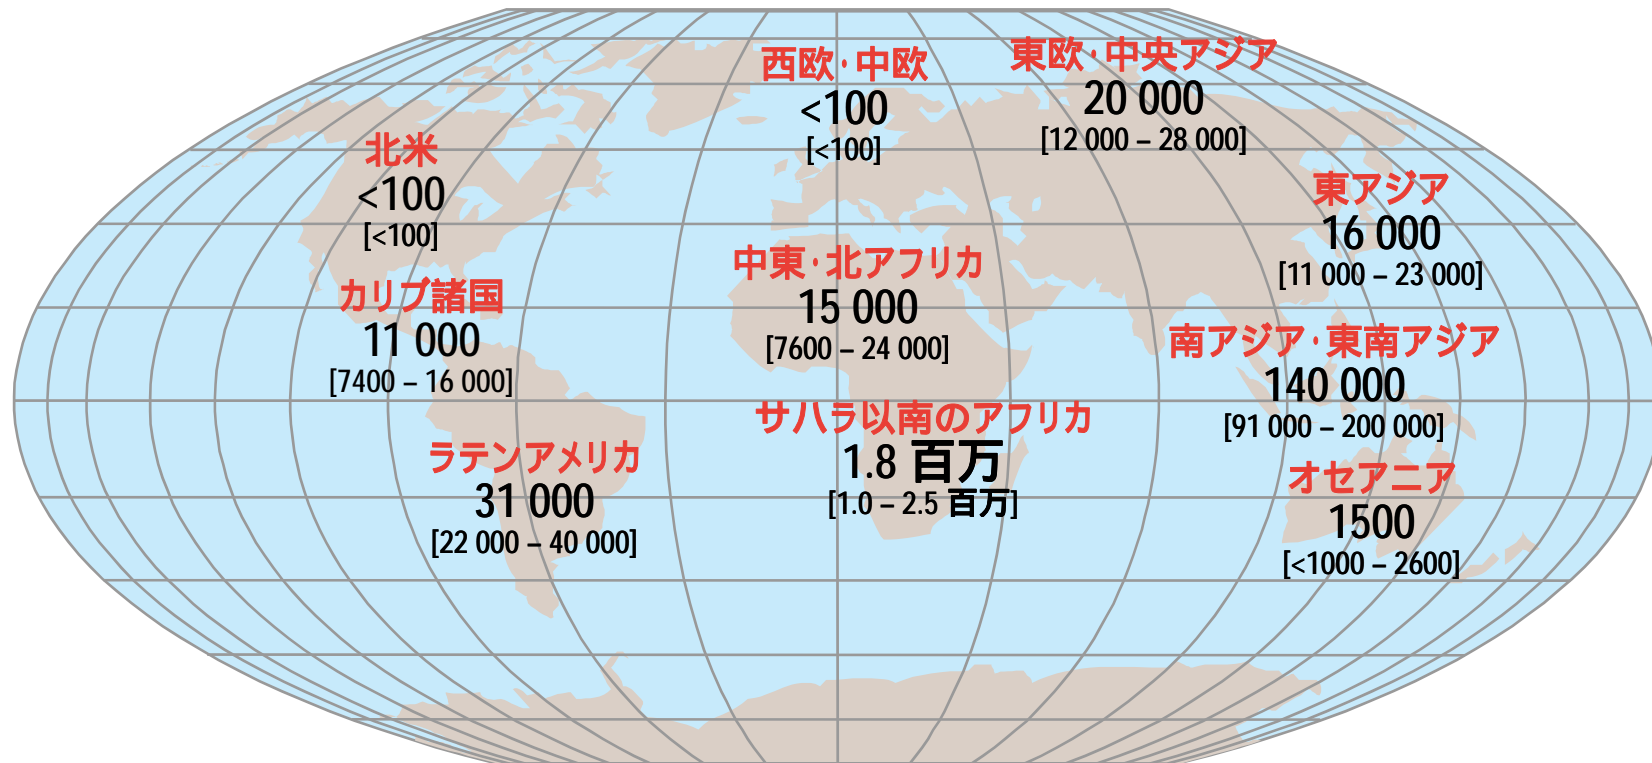 西欧·中欧
<100
[<100]
東欧·中央アジア
20 000
[12 000 – 28 000]
北米
<100
[<100]
東アジア
16 000
[11 000 – 23 000]
中東·北アフリカ
15 000
[7600 – 24 000]
カリブ諸国
11 000
[7400 – 16 000]
南アジア·東南アジア
140 000
[91 000 – 200 000]
サハラ以南のアフリカ
1.8 百万
[1.0 – 2.5 百万]
ラテンアメリカ
31 000
[22 000 – 40 000]
オセアニア
1500
[<1000 – 2600]